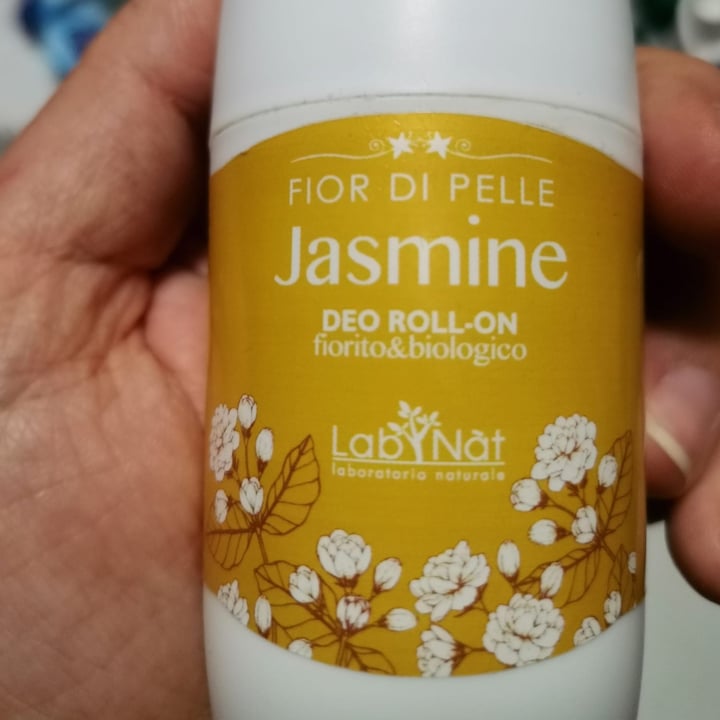 FIOR DI PELLE
Jasmine
DEO ROLL-ON
fiorito&biologico
LabNàt
laboratorio naturale